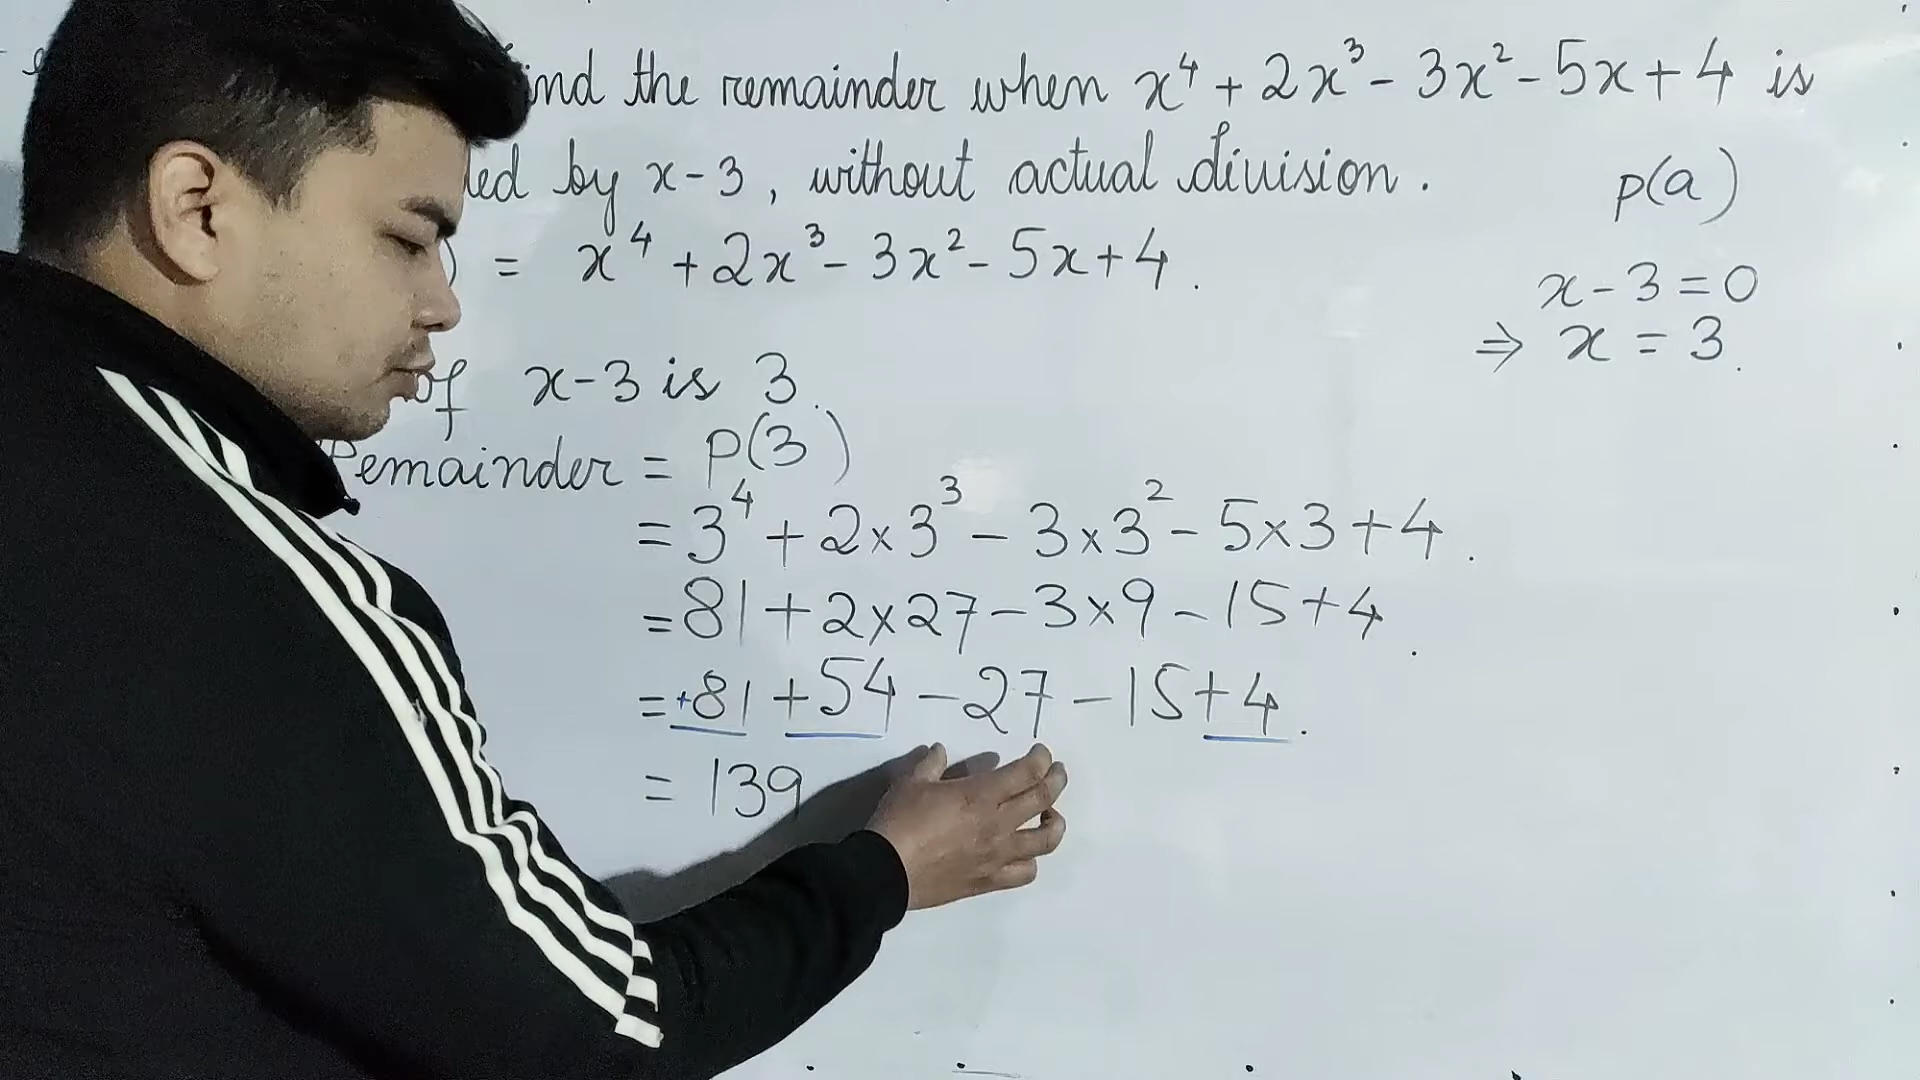 ind the remainder when x⁴ + 2x³ - 3x² - 5x + 4 is
ed by x-3, without actual division.
p(a)
) = x⁴ + 2x³ - 3x² - 5x + 4.
x - 3 = 0
⇒ x = 3.
of x-3 is 3.
Remainder = P(3)
= 3⁴ + 2×3³ - 3×3² - 5×3 + 4.
= 81 + 2×27 - 3×9 - 15 + 4.
= +81 + 54 - 27 - 15 + 4.
= 139